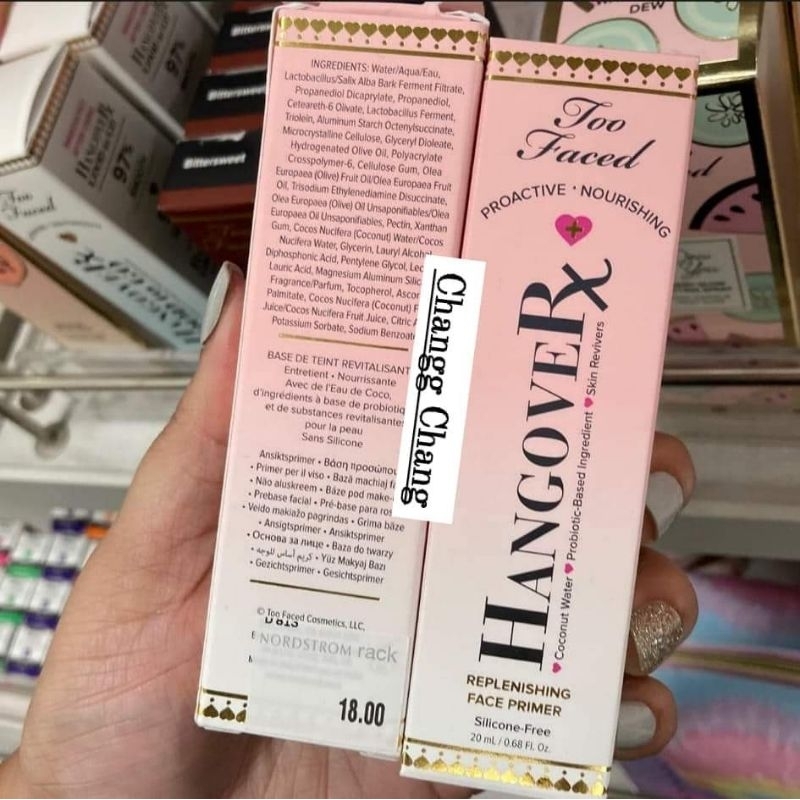 INGREDIENTS: Water/Aqua/Eau,
Lactobacillus/Salix Alba Bark Ferment Filtrate,
Propanediol Dicaprylate, Propanediol,
Ceteareth-6 Olivate, Lactobacillus Ferment,
Triolein, Aluminum Starch Octenylsuccinate,
Microcrystalline Cellulose, Glyceryl Dioleate,
Hydrogenated Olive Oil, Polyacrylate
Crosspolymer-6, Cellulose Gum, Olea
Europaea (Olive) Fruit Oil/Olea Europaea Fruit
Oil, Trisodium Ethylenediamine Disuccinate,
Olea Europaea (Olive) Oil Unsaponifiables/Olea
Europaea Oil Unsaponifiables, Pectin, Xanthan
Gum, Cocos Nucifera (Coconut) Water/Cocos
Nucifera Water, Glycerin, Lauryl Alcohol
Diphosphonic Acid, Pentylene Glycol,
Lauric Acid, Magnesium Aluminum
Fragrance/Parfum, Tocopherol,
Palmitate, Cocos Nucifera (Coconut)
Juice/Cocos Nucifera Fruit Juice, Citric
Potassium Sorbate, Sodium Benzoate
BASE DE TEINT REVITALISANT
Entretient • Nourrissante
Avec de l'Eau de Coco,
d'ingrédients à base de
et de substances revitalisantes
pour la peau
Sans Silicone
Ansiktsprimer • Βάση
• Primer per il viso • Bază machiaj
• Não aluskreem • Báze pod make-
• Prebase facial • Pré-base para
• Veido makiažo pagrindas • Grima bāze
• Ansigtsprimer • Ansiktsprimer
• Основа за лице • Baza do twarzy
• كريم أساس للوجه • Yüz Makyaj Bazı
• Gezichtsprimer • Gesichtsprimer
© Too Faced Cosmetics, LLC,
NORDSTROM rack
18.00
Changg Chang
Too
Faced
PROACTIVE • NOURISHING
HANGOVERX
Coconut Water ♥ Probiotic-Based Ingredient ♥ Skin Revivers
REPLENISHING
FACE PRIMER
Silicone-Free
20 mL / 0.68 Fl. Oz.
DEW
Bittersweet
Bittersweet
97%
97%
Too Faced
HANGOVER